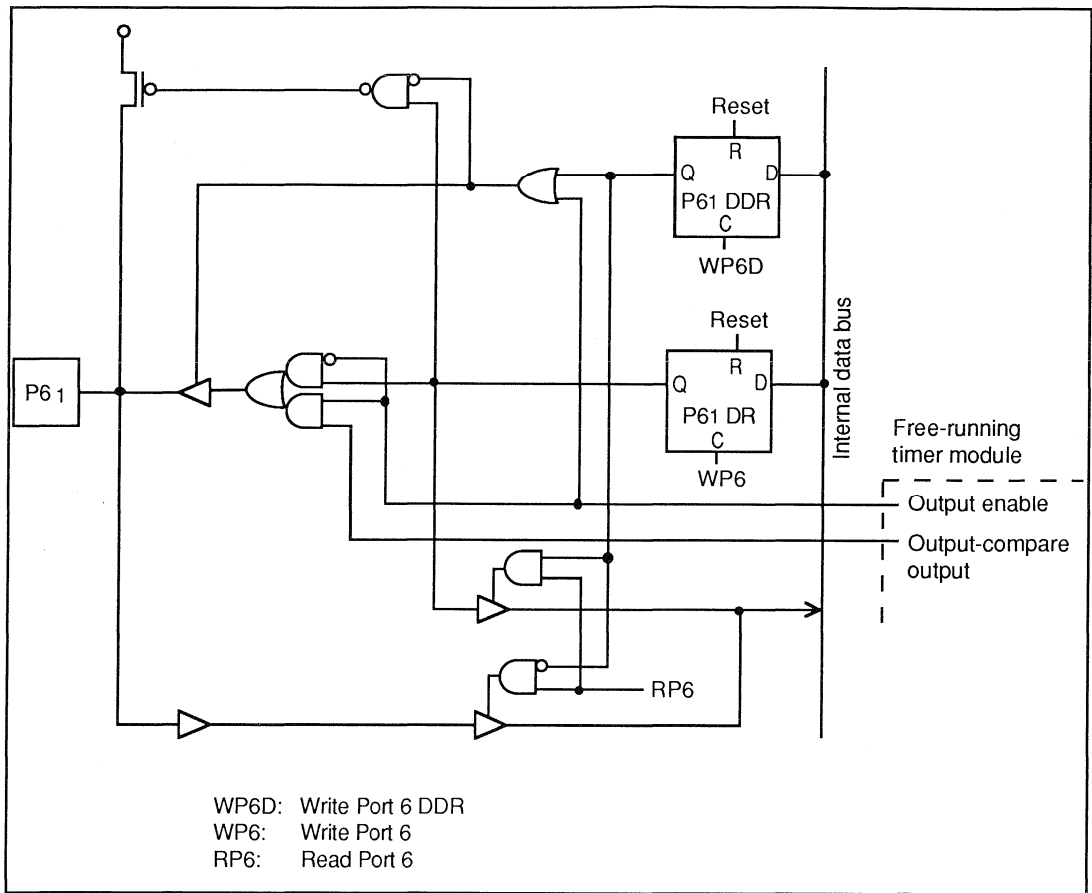 Reset
R
Q D
P61 DDR
C
WP6D
Reset
R
Q D
P61 DR
C
WP6
P61
Internal data bus
Free-running
timer module
Output enable
Output-compare
output
RP6
WP6D: Write Port 6 DDR
WP6: Write Port 6
RP6: Read Port 6